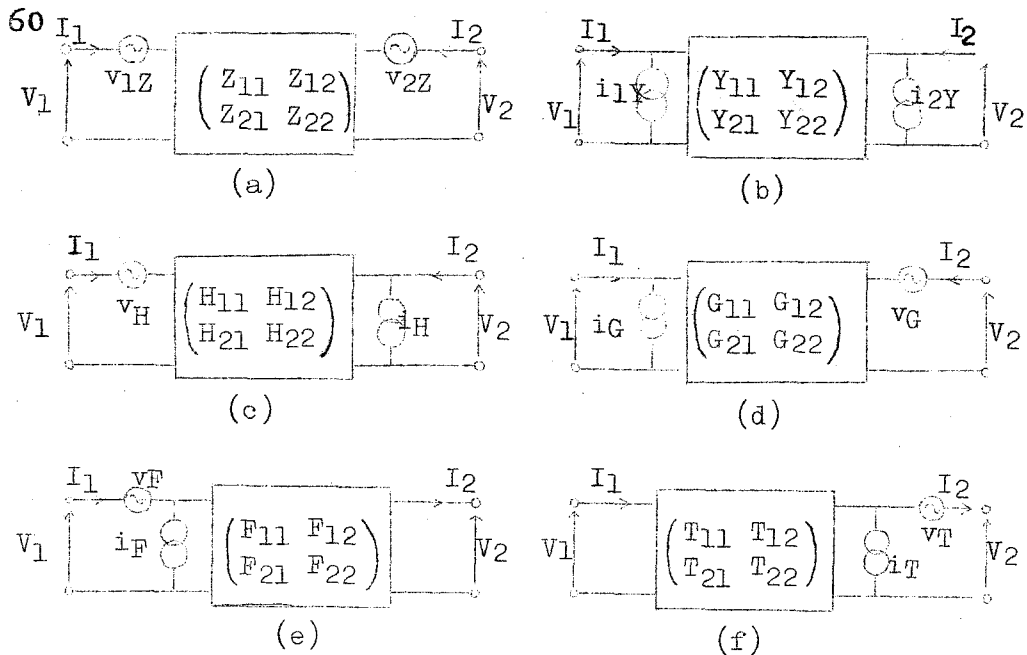 60
I1 I2
v1Z v2Z
V1 (Z11 Z12 V2
Z21 Z22)
(a)
I1 I2
V1 i1Y (Y11 Y12 i2Y V2
Y21 Y22)
(b)
I1 I2
vH
V1 (H11 H12 iH V2
H21 H22)
(c)
I1 I2
vG
V1 iG (G11 G12 V2
G21 G22)
(d)
I1 vF I2
V1 iF (F11 F12 V2
F21 F22)
(e)
I1 I2
vT
V1 (T11 T12 iT V2
T21 T22)
(f)